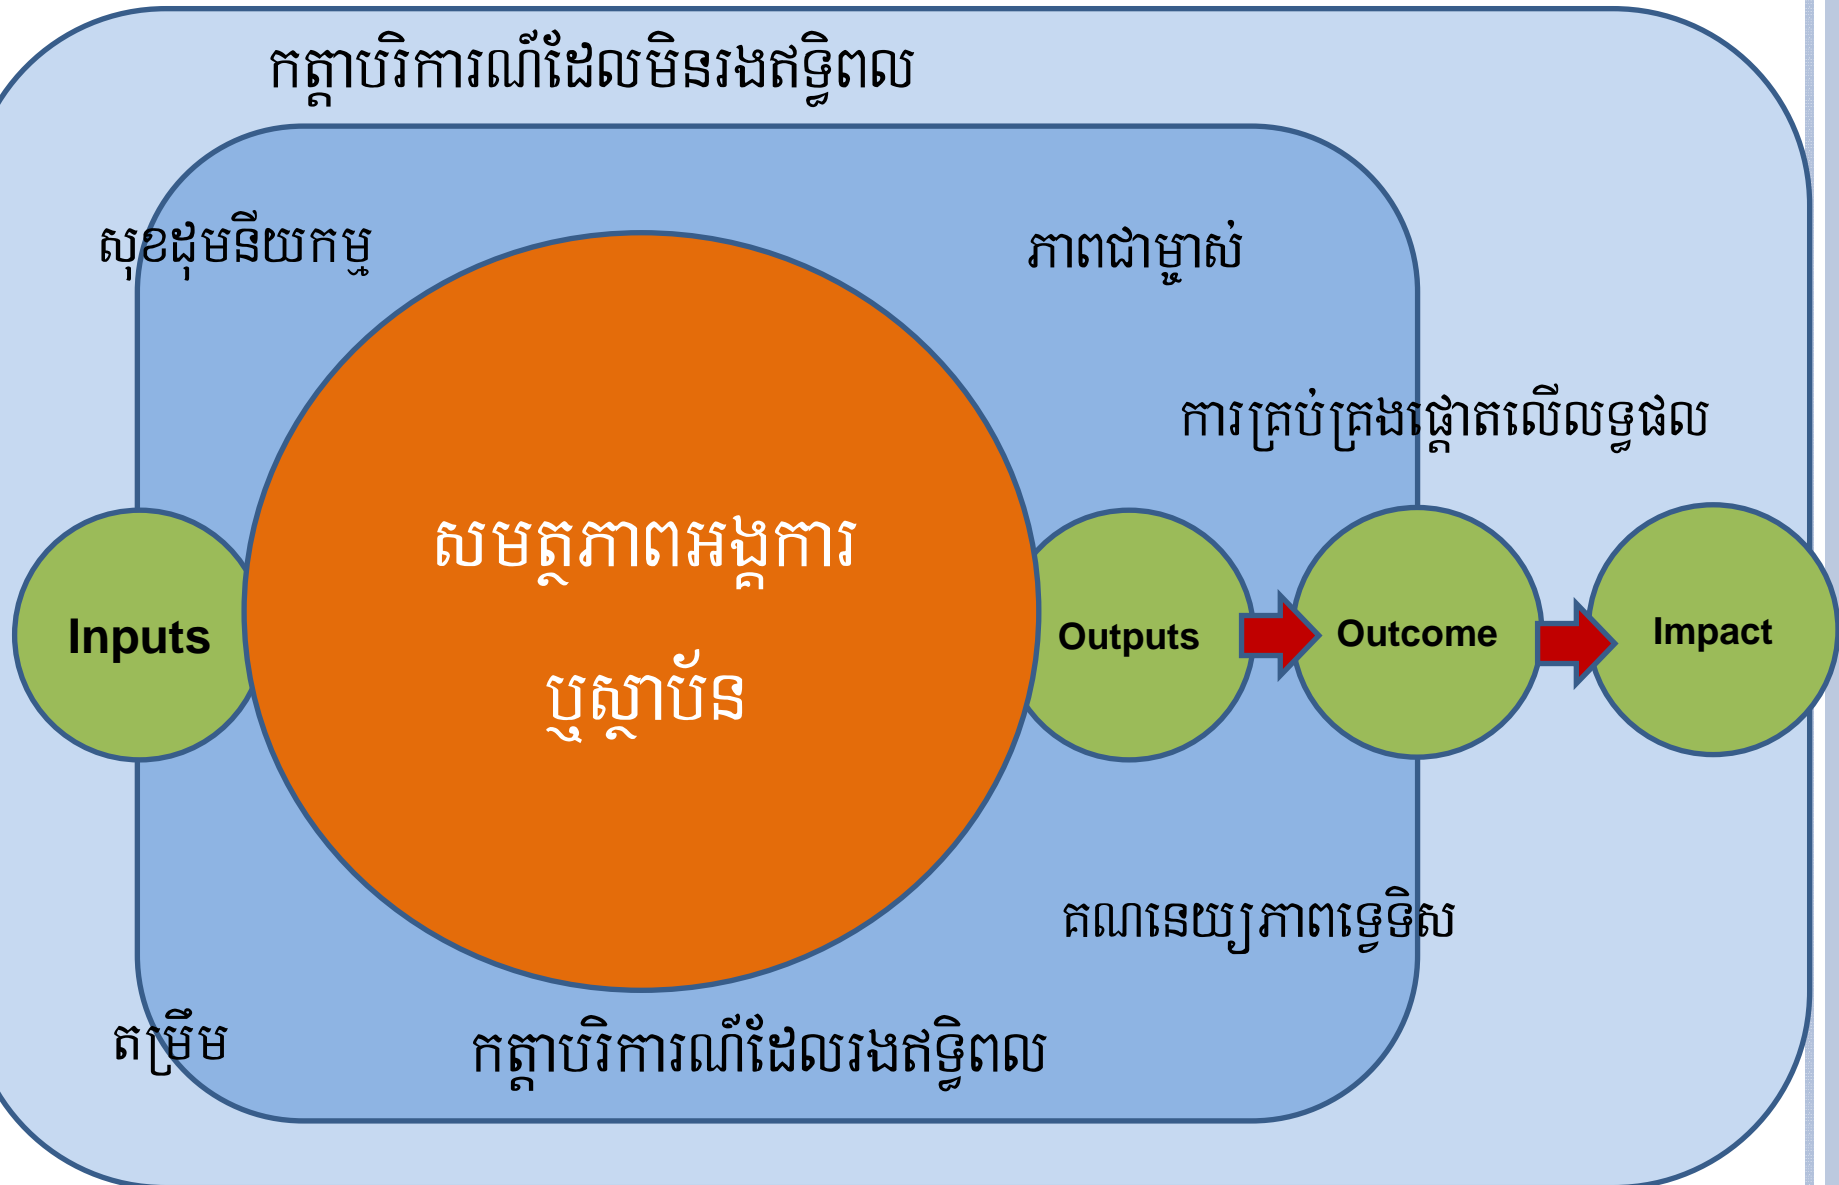 កត្តាបរិការណ៍ដែលមិនរងឥទ្ធិពល
សុខដុមនីយកម្ម
ភាពជាម្ចាស់
ការគ្រប់គ្រងផ្តោតលើលទ្ធផល
សមត្ថភាពអង្គការ
ឬស្ថាប័ន
Inputs
Outputs
Outcome
Impact
គណនេយ្យភាពទ្វេទិស
តម្រឹម
កត្តាបរិការណ៍ដែលរងឥទ្ធិពល